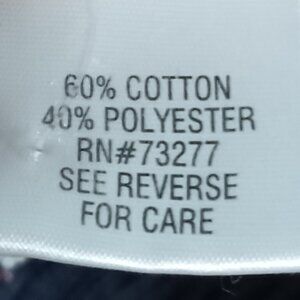 60% COTTON
40% POLYESTER
RN#73277
SEE REVERSE
FOR CARE